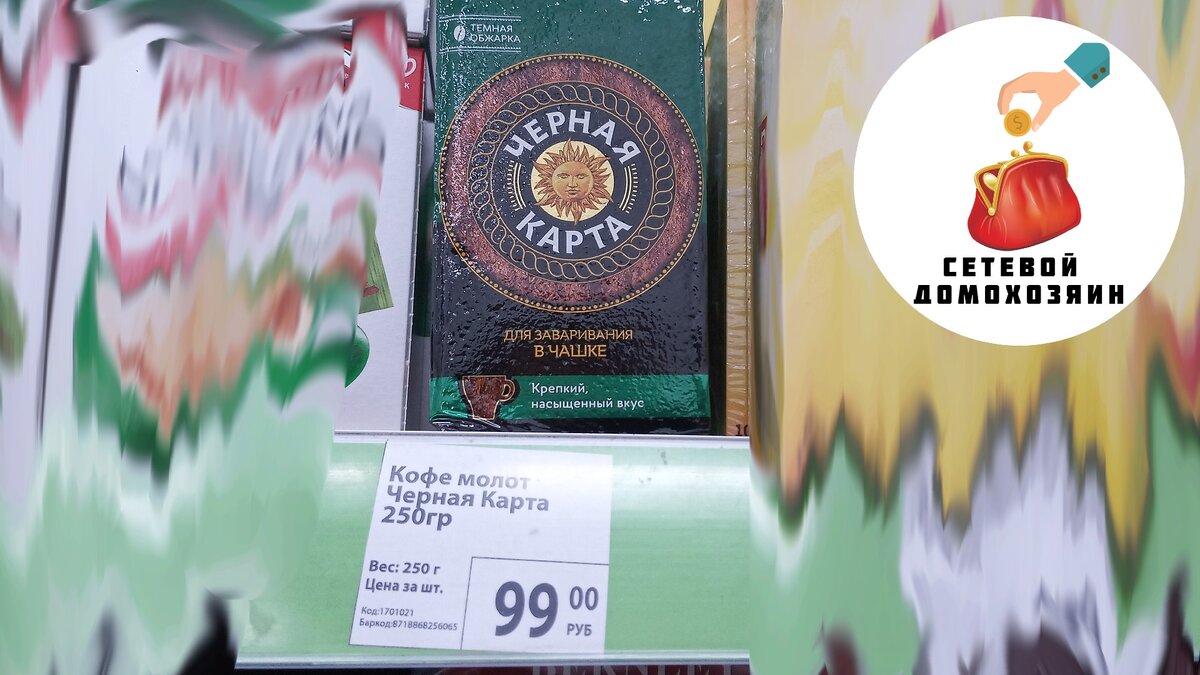 ТЕМНАЯ
ОБЖАРКА
ЧЕРНАЯ
КАРТА
ДЛЯ ЗАВАРИВАНИЯ
В ЧАШКЕ
Крепкий,
насыщенный вкус
СЕТЕВОЙ
ДОМОХОЗЯИН
Кофе молот
Черная Карта
250гр
Вес: 250 г
Цена за шт.
Код:1701021
Баркод:8718868256065
99 00
РУБ